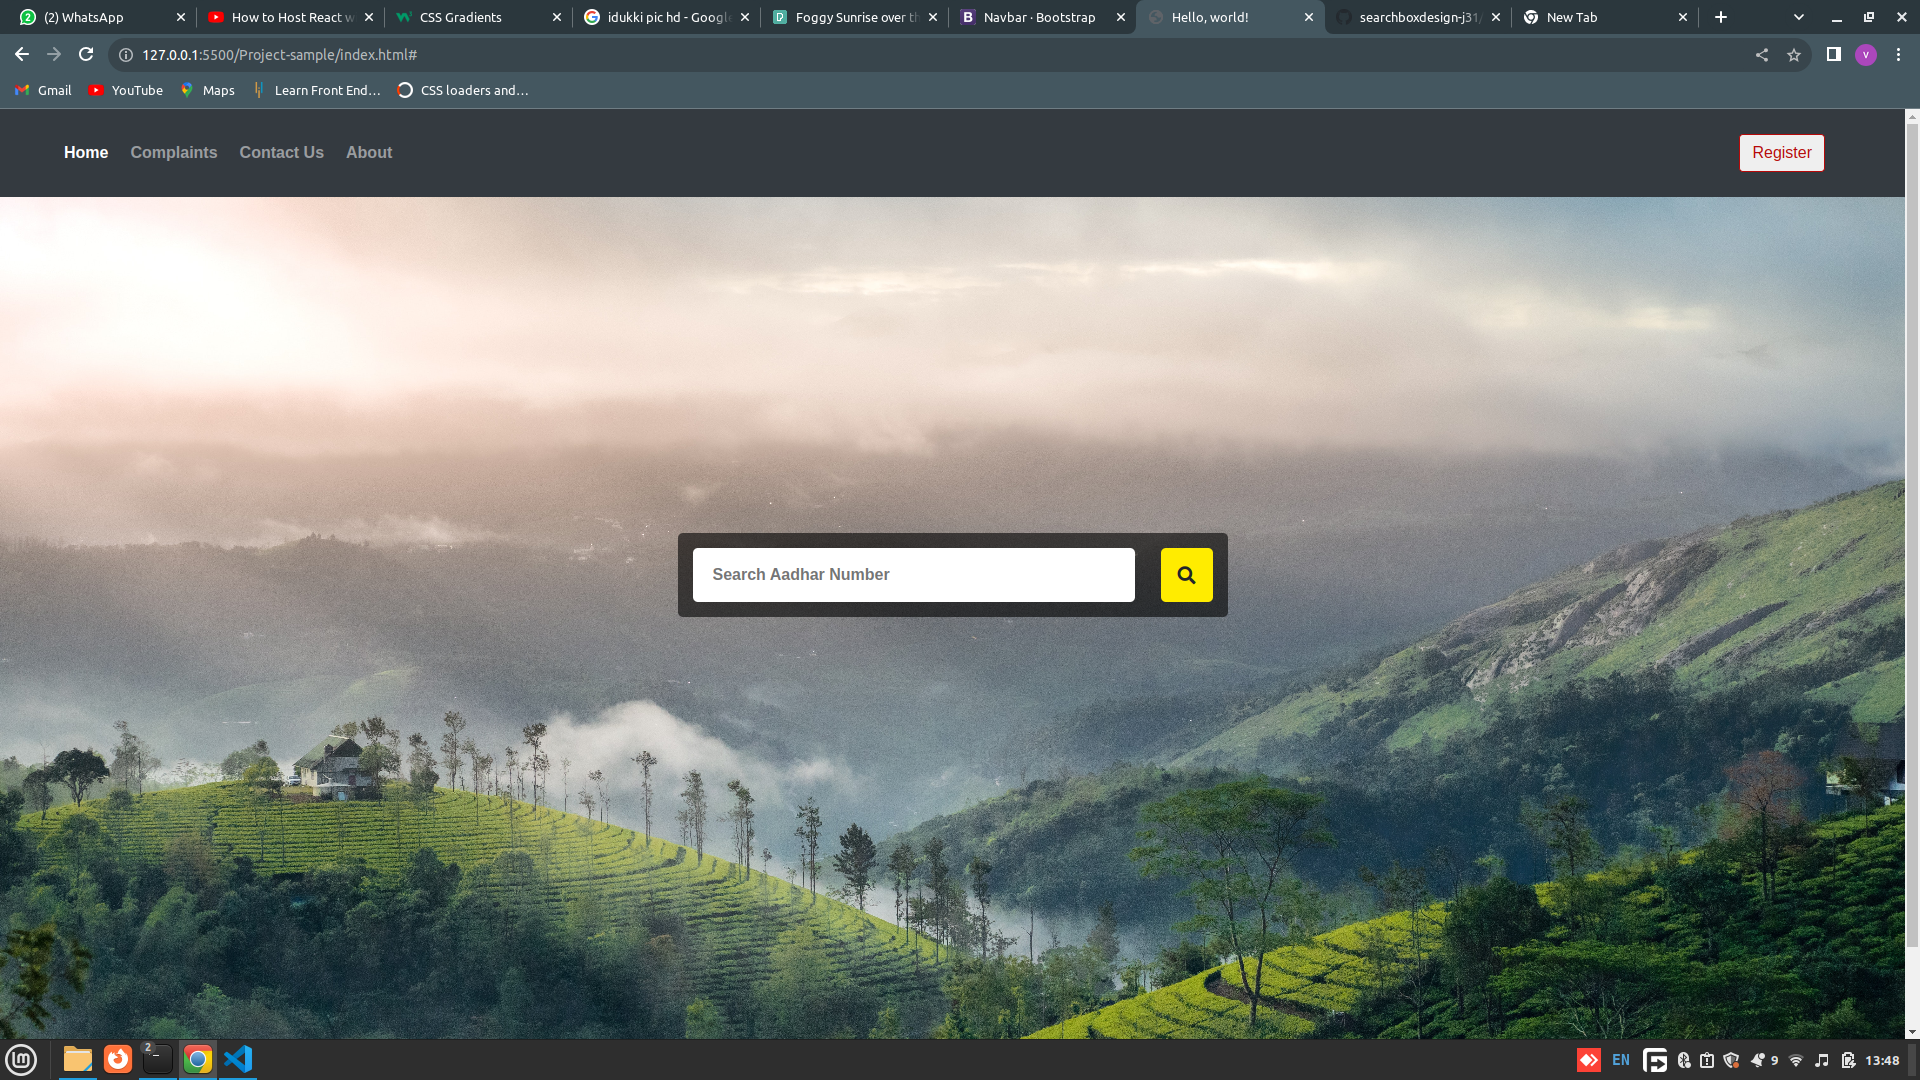 (2) WhatsApp
How to Host React w
CSS Gradients
idukki pic hd - Google
Foggy Sunrise over th
Navbar · Bootstrap
Hello, world!
searchboxdesign-j31/
New Tab
127.0.0.1:5500/Project-sample/index.html#
V
Gmail
YouTube
Maps
Learn Front End…
CSS loaders and…
Home
Complaints
Contact Us
About
Register
Search Aadhar Number
2
EN
9
13:48